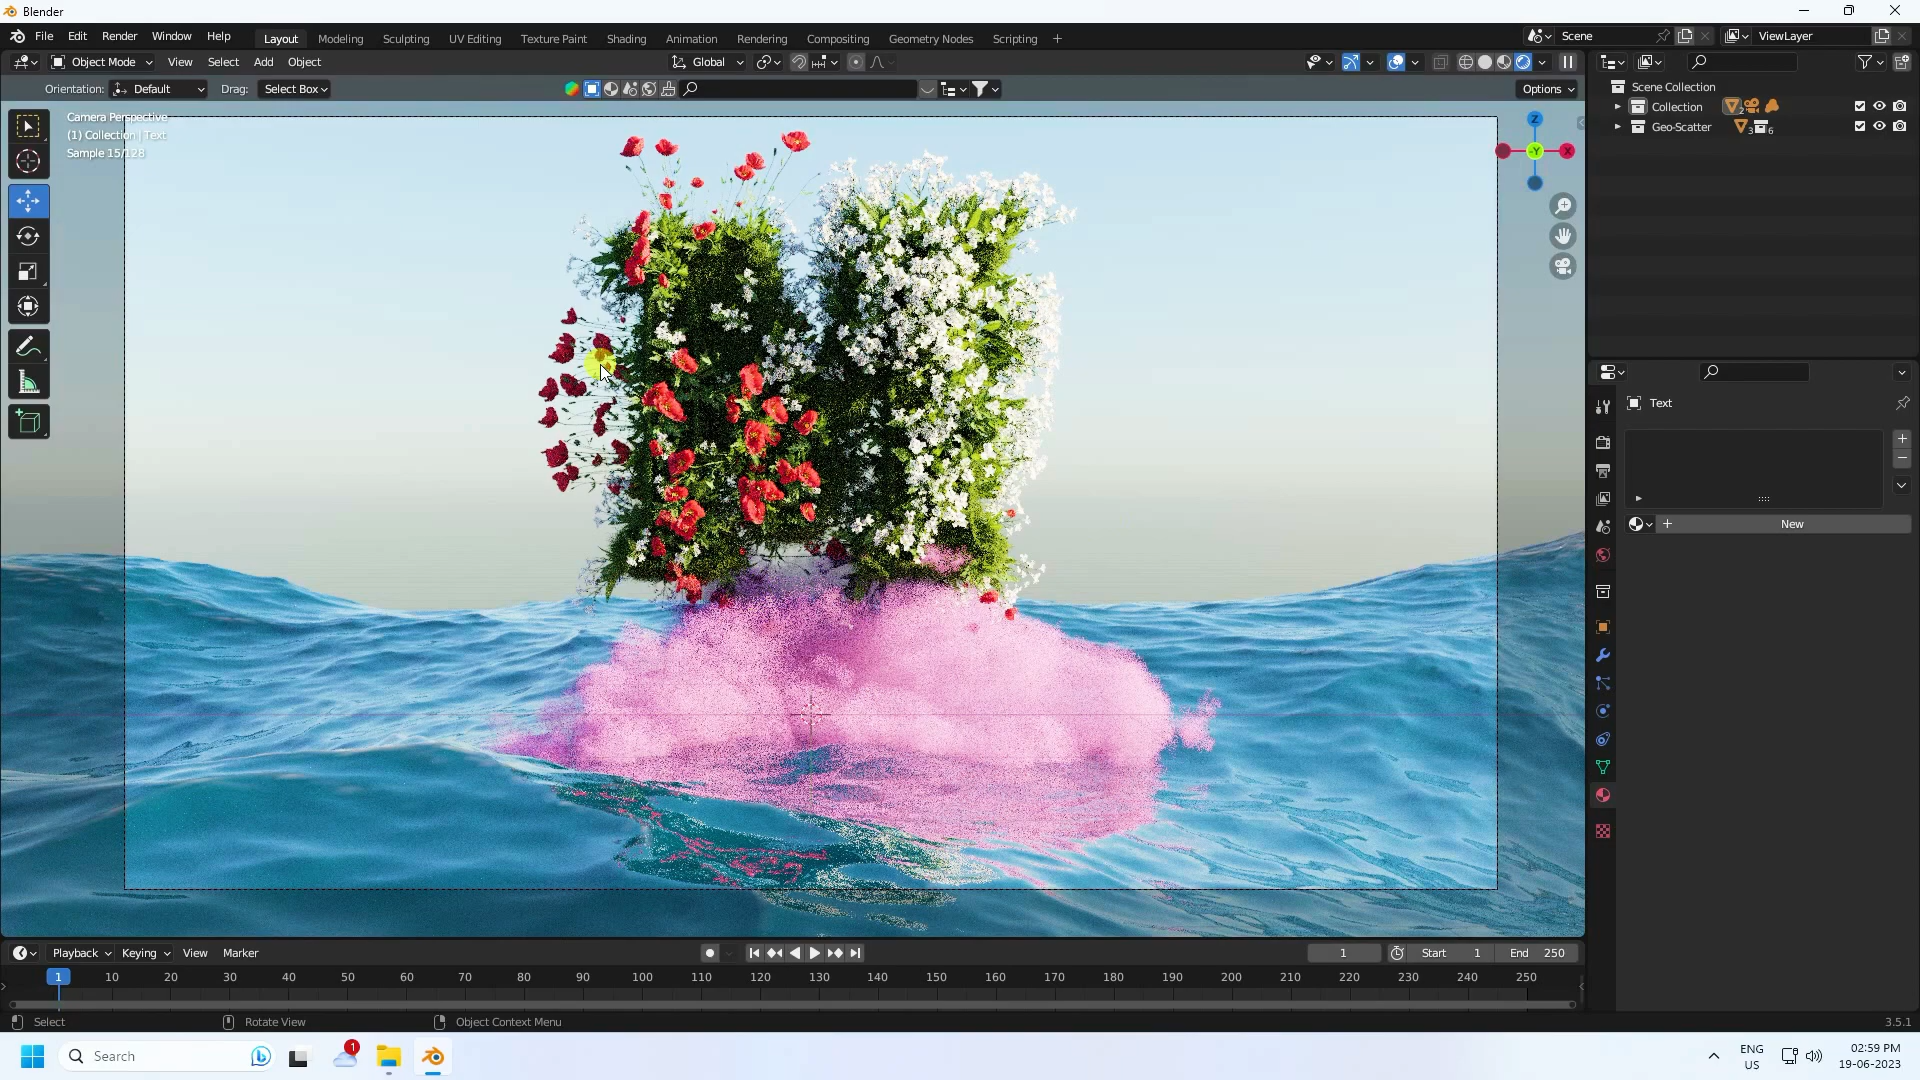 Blender
File Edit Render Window Help
Layout Modeling Sculpting UV Editing Texture Paint Shading Animation Rendering Compositing Geometry Nodes Scripting +
Scene ViewLayer
Object Mode View Select Add Object
Global
Orientation: Default Drag: Select Box
Options
Camera Perspective
(1) Collection | Text
Sample 15/128
Z
-Y
X
Scene Collection
Collection 2
Geo-Scatter 3 6
Text
+ New
Playback Keying View Marker
1 Start 1 End 250
1 10 20 30 40 50 60 70 80 90 100 110 120 130 140 150 160 170 180 190 200 210 220 230 240 250
Select Rotate View Object Context Menu
3.5.1
Search
1
ENG
US
02:59 PM
19-06-2023